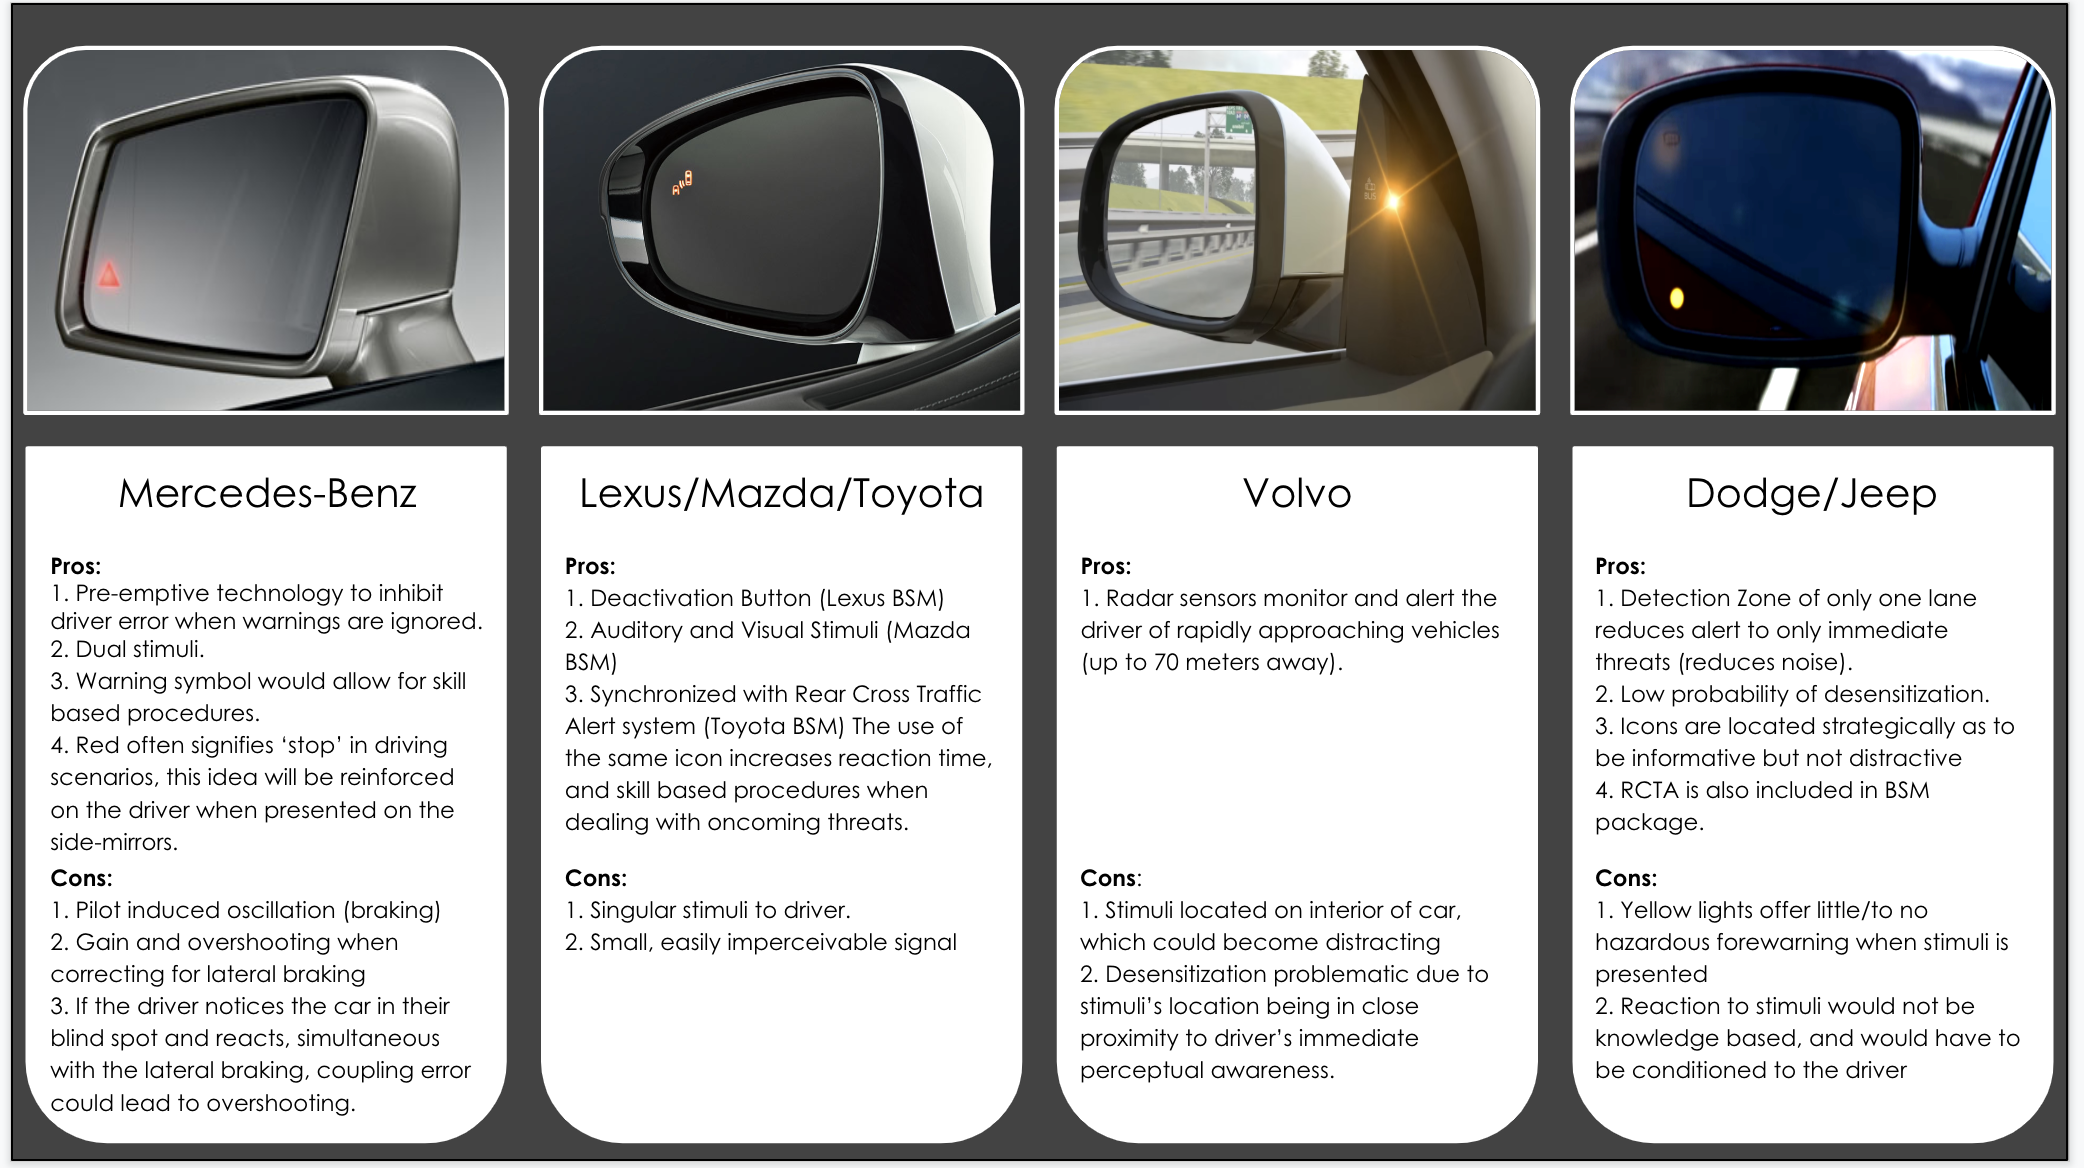 Mercedes-Benz
Pros:
1. Pre-emptive technology to inhibit
driver error when warnings are ignored.
2. Dual stimuli.
3. Warning symbol would allow for skill
based procedures.
4. Red often signifies ‘stop’ in driving
scenarios, this idea will be reinforced
on the driver when presented on the
side-mirrors.
Cons:
1. Pilot induced oscillation (braking)
2. Gain and overshooting when
correcting for lateral braking
3. If the driver notices the car in their
blind spot and reacts, simultaneous
with the lateral braking, coupling error
could lead to overshooting.
Lexus/Mazda/Toyota
Pros:
1. Deactivation Button (Lexus BSM)
2. Auditory and Visual Stimuli (Mazda
BSM)
3. Synchronized with Rear Cross Traffic
Alert system (Toyota BSM) The use of
the same icon increases reaction time,
and skill based procedures when
dealing with oncoming threats.
Cons:
1. Singular stimuli to driver.
2. Small, easily imperceivable signal
Volvo
Pros:
1. Radar sensors monitor and alert the
driver of rapidly approaching vehicles
(up to 70 meters away).
Cons:
1. Stimuli located on interior of car,
which could become distracting
2. Desensitization problematic due to
stimuli’s location being in close
proximity to driver’s immediate
perceptual awareness.
Dodge/Jeep
Pros:
1. Detection Zone of only one lane
reduces alert to only immediate
threats (reduces noise).
2. Low probability of desensitization.
3. Icons are located strategically as to
be informative but not distractive
4. RCTA is also included in BSM
package.
Cons:
1. Yellow lights offer little/to no
hazardous forewarning when stimuli is
presented
2. Reaction to stimuli would not be
knowledge based, and would have to
be conditioned to the driver